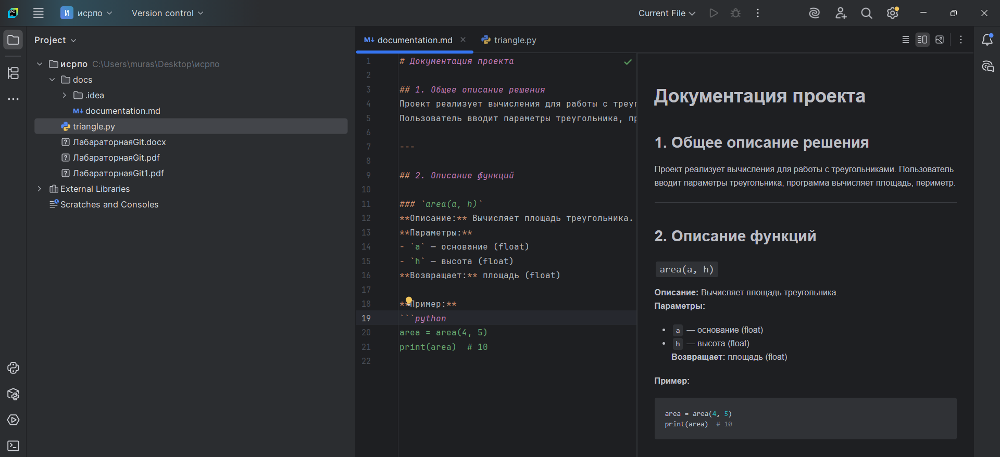 И исрпо Version control Current File
Project
исрпо C:\Users\muras\Desktop\исрпо
docs
.idea
M↓ documentation.md
triangle.py
ЛабараторнаяGit.docx
ЛабараторнаяGit.pdf
ЛабараторнаяGit1.pdf
External Libraries
Scratches and Consoles
M↓ documentation.md triangle.py
1 # Документация проекта
2
3 ## 1. Общее описание решения
4 Проект реализует вычисления для работы с треуг
5 Пользователь вводит параметры треугольника, пр
6
7 ---
8
9 ## 2. Описание функций
10
11 ### `area(a, h)`
12 **Описание:** Вычисляет площадь треугольника.
13 **Параметры:**
14 - `a` — основание (float)
15 - `h` — высота (float)
16 **Возвращает:** площадь (float)
17
18 **Пример:**
19 ```python
20 area = area(4, 5)
21 print(area)  # 10
22
Документация проекта
1. Общее описание решения
Проект реализует вычисления для работы с треугольниками. Пользователь
вводит параметры треугольника, программа вычисляет площадь, периметр.
2. Описание функций
area(a, h)
Описание: Вычисляет площадь треугольника.
Параметры:
• a — основание (float)
• h — высота (float)
Возвращает: площадь (float)
Пример:
area = area(4, 5)
print(area)  # 10